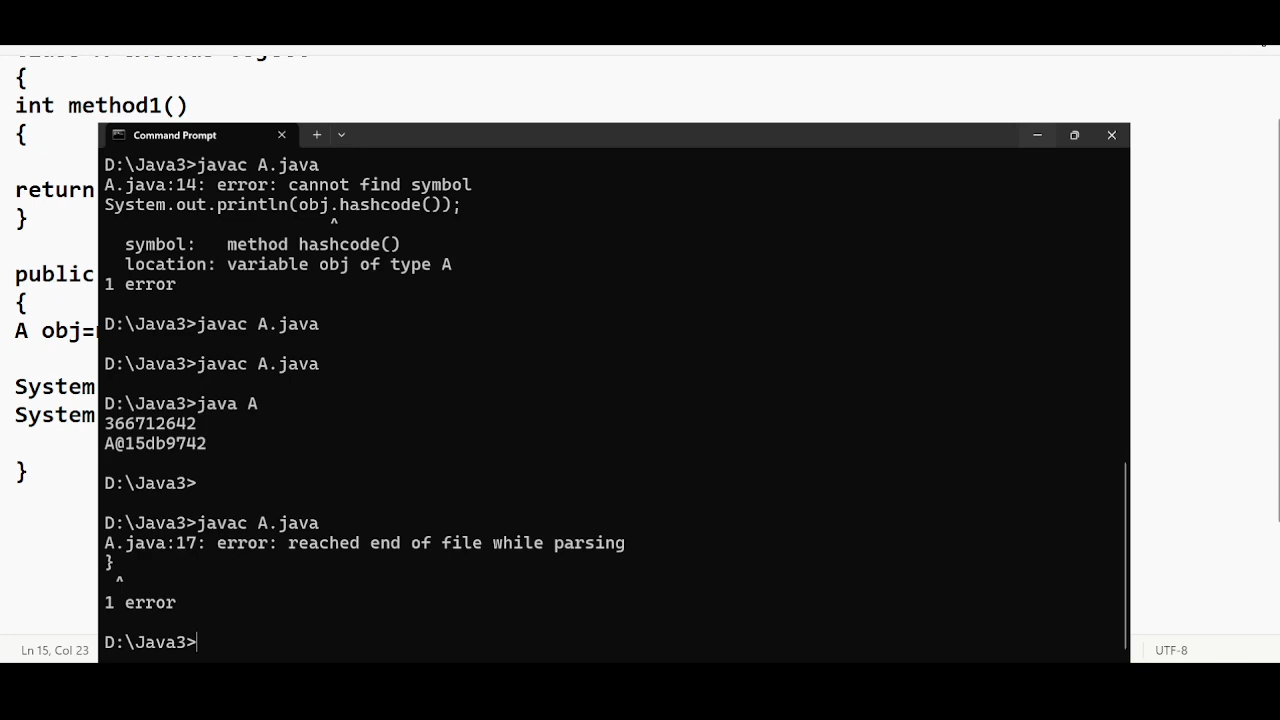 {
int method1()
{
return
}
public
{
A obj=
System
System
}
Ln 15, Col 23
UTF-8
Command Prompt
D:\Java3>javac A.java
A.java:14: error: cannot find symbol
System.out.println(obj.hashcode());
^
symbol: method hashcode()
location: variable obj of type A
1 error
D:\Java3>javac A.java
D:\Java3>javac A.java
D:\Java3>java A
366712642
A@15db9742
D:\Java3>
D:\Java3>javac A.java
A.java:17: error: reached end of file while parsing
}
^
1 error
D:\Java3>